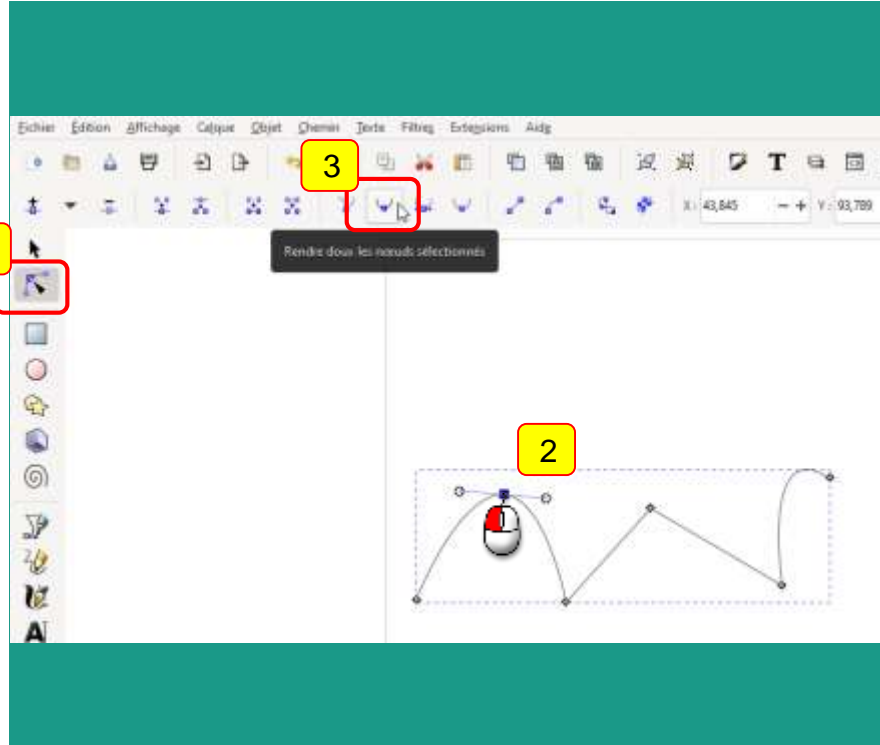 Fichier Édition Affichage Calque Objet Chemin Texte Filtres Extensions Aide
3
X: 43,845 − + Y: 93,789
Rendre doux les nœuds sélectionnés
2